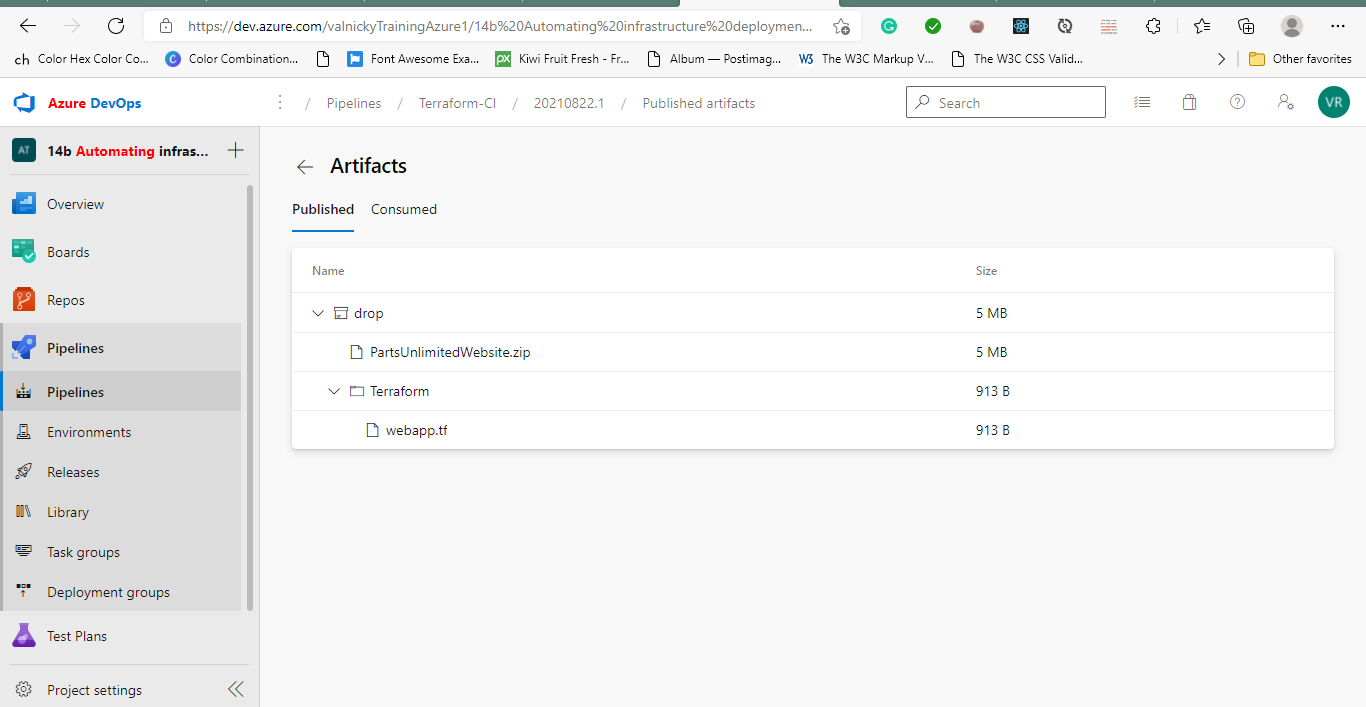 https://dev.azure.com/valnickyTrainingAzure1/14b%20Automating%20infrastructure%20deploymen...
ch Color Hex Color Co... C Color Combination... Font Awesome Exa... px Kiwi Fruit Fresh - Fr... Album — Postimag... W3 The W3C Markup V... The W3C CSS Valid... Other favorites
Azure DevOps / Pipelines / Terraform-CI / 20210822.1 / Published artifacts Search VR
AT 14b Automating infras...
Artifacts
Overview
Published Consumed
Boards
Name Size
Repos
drop 5 MB
Pipelines
PartsUnlimitedWebsite.zip 5 MB
Pipelines
Terraform 913 B
Environments
webapp.tf 913 B
Releases
Library
Task groups
Deployment groups
Test Plans
Project settings